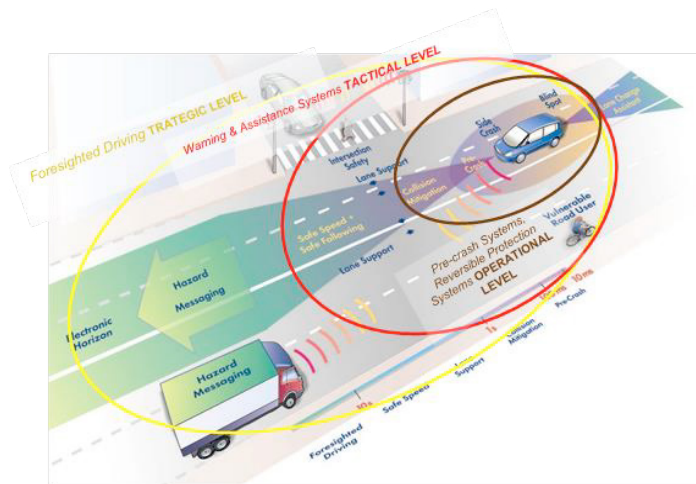 Foresighted Driving TRATEGIC LEVEL
Warning & Assistance Systems TACTICAL LEVEL
Intersection
Safety
Side
Crash
Blind
Spot
Lane Change
Assistant
Lane Support
Pre-
Crash
Collision
Mitigation
Safe Speed +
Safe Following
Lane Support
Vulnerable
Road User
Pre-crash Systems,
Reversible Protection
Systems OPERATIONAL
LEVEL
Hazard
Messaging
Electronic
Horizon
Hazard
Messaging
10ms
100 ms
1s
10s
Pre-Crash
Collision
Mitigation
Lane
Support
Safe Speed
Foresighted
Driving